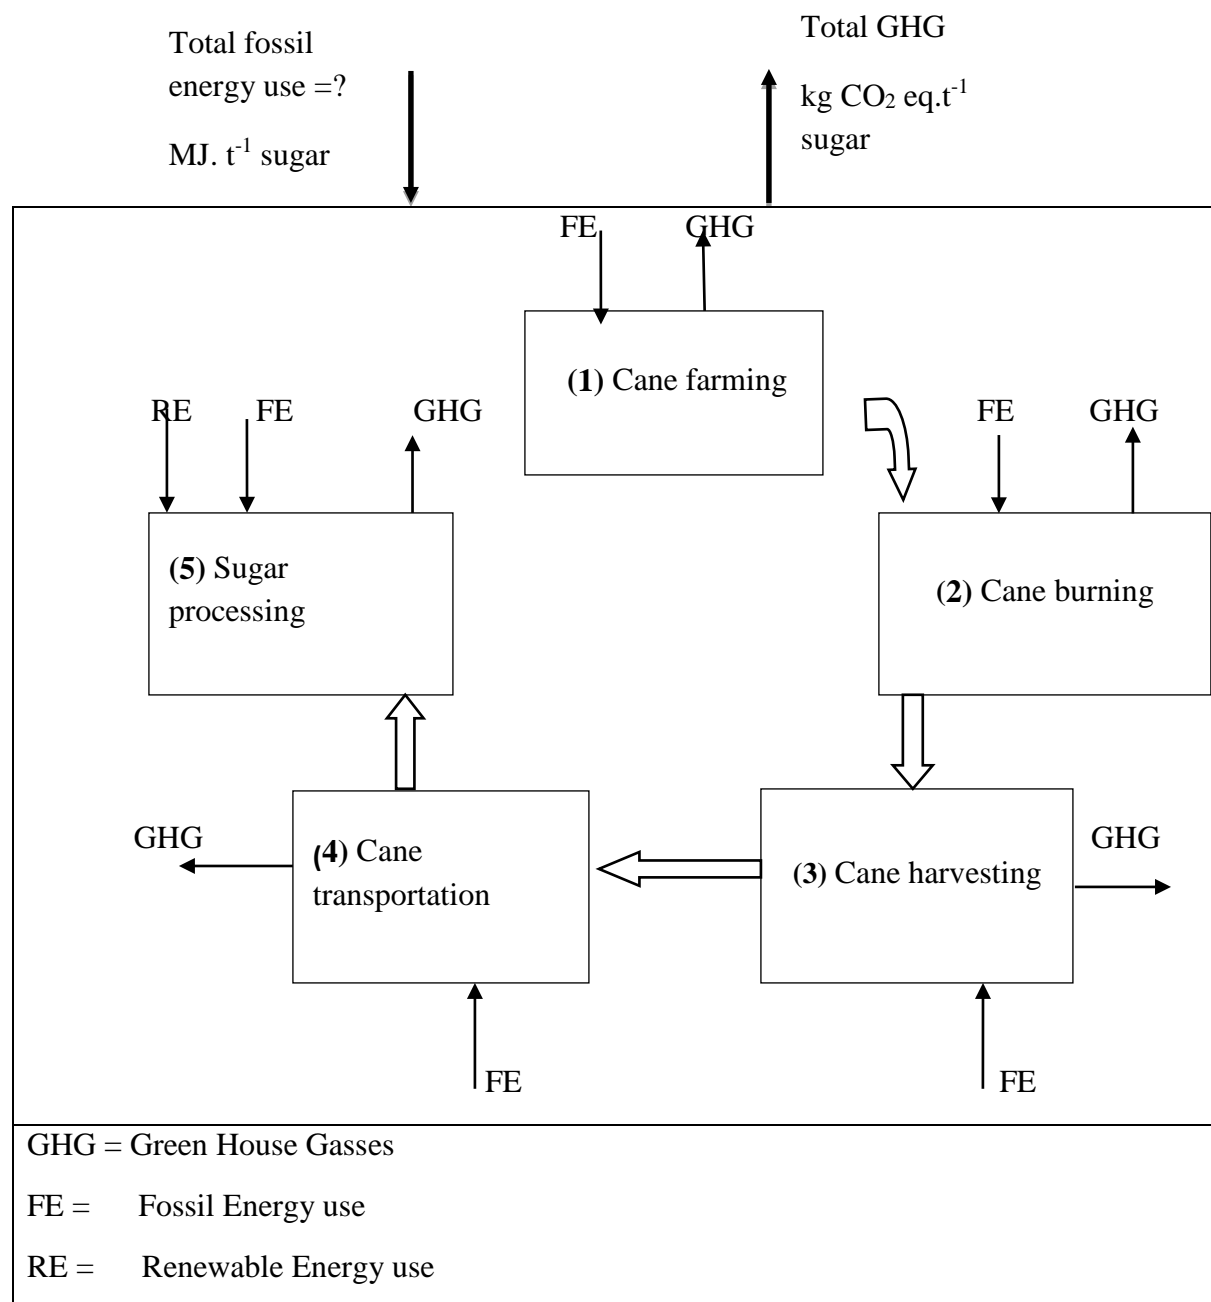 Total fossil
energy use =?
MJ. t⁻¹ sugar
Total GHG
kg CO₂ eq.t⁻¹
sugar
FE
GHG
(1) Cane farming
RE
FE
GHG
FE
GHG
(5) Sugar
processing
(2) Cane burning
GHG
(4) Cane
transportation
(3) Cane harvesting
GHG
FE
FE
GHG = Green House Gasses
FE = Fossil Energy use
RE = Renewable Energy use